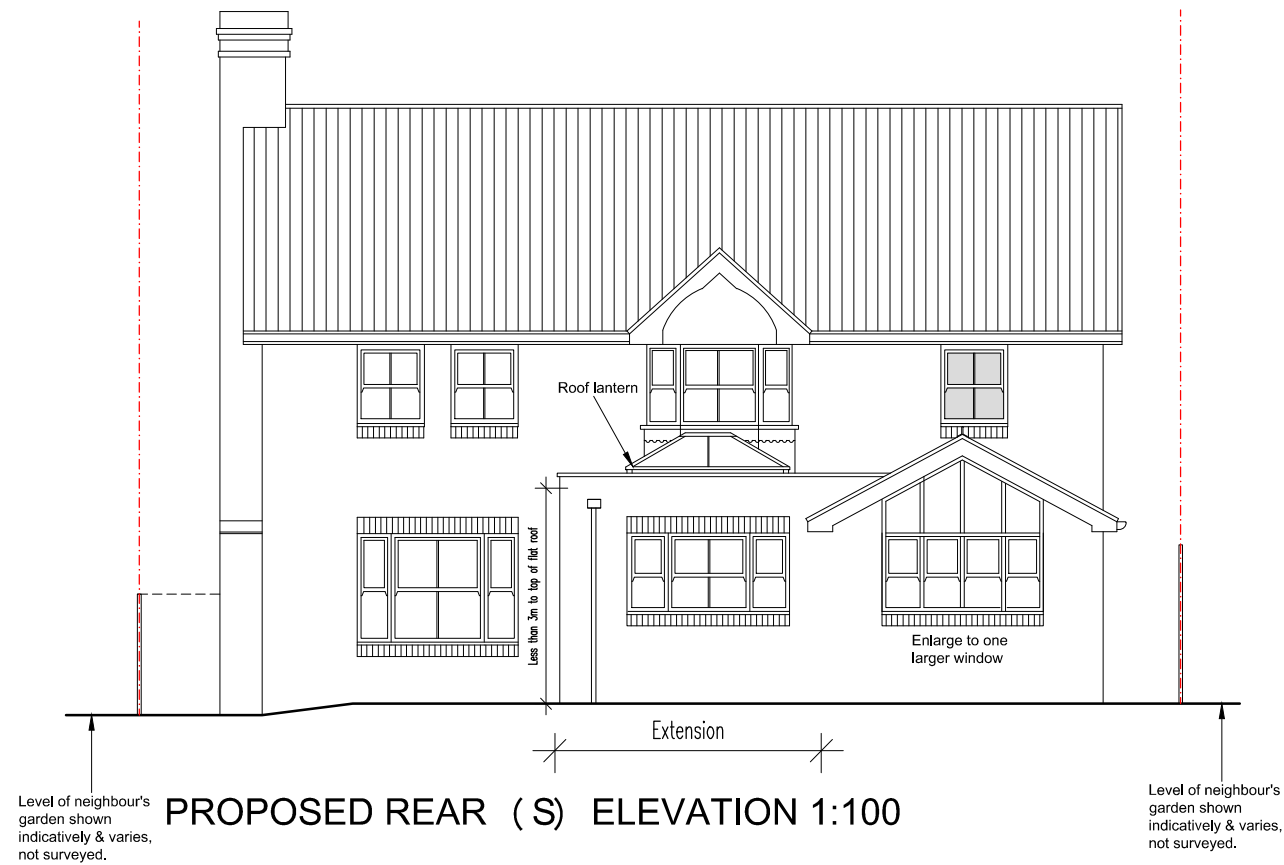 Roof lantern
Less than 3m to top of flat roof
Enlarge to one
larger window
Extension
Level of neighbour's
garden shown
indicatively & varies,
not surveyed.
PROPOSED REAR (S) ELEVATION 1:100
Level of neighbour's
garden shown
indicatively & varies,
not surveyed.